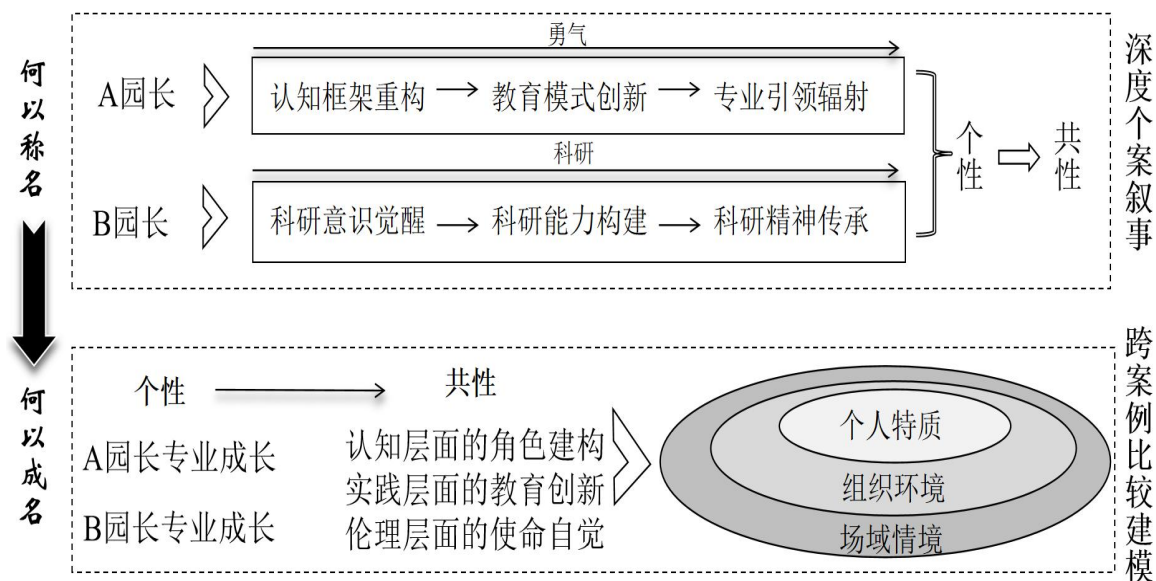 何以称名
勇气
A园长
认知框架重构
教育模式创新
专业引领辐射
科研
B园长
科研意识觉醒
科研能力构建
科研精神传承
个性
共性
深度个案叙事
何以成名
个性
共性
A园长专业成长
B园长专业成长
认知层面的角色建构
实践层面的教育创新
伦理层面的使命自觉
个人特质
组织环境
场域情境
跨案例比较建模